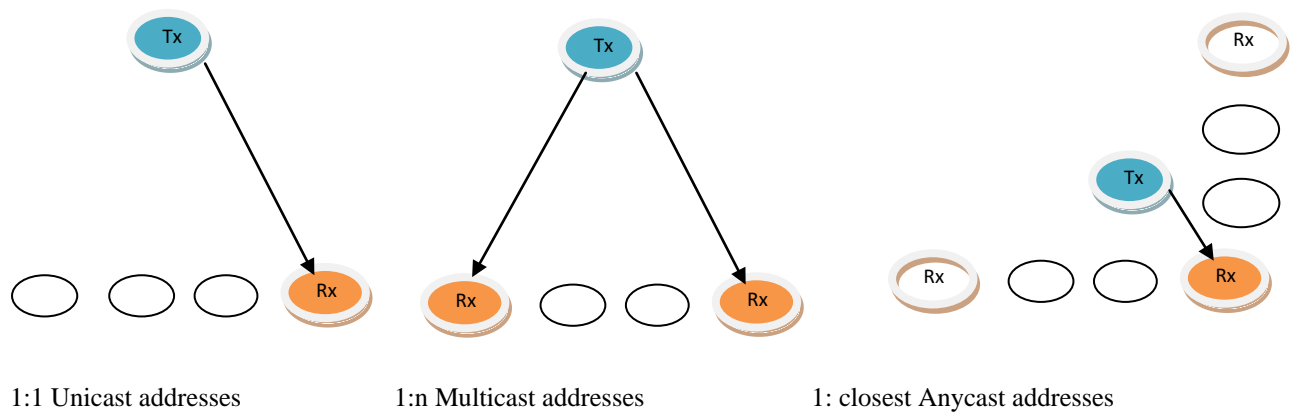 Tx
Rx
1:1 Unicast addresses
Tx
Rx
Rx
1:n Multicast addresses
Rx
Tx
Rx
Rx
1: closest Anycast addresses